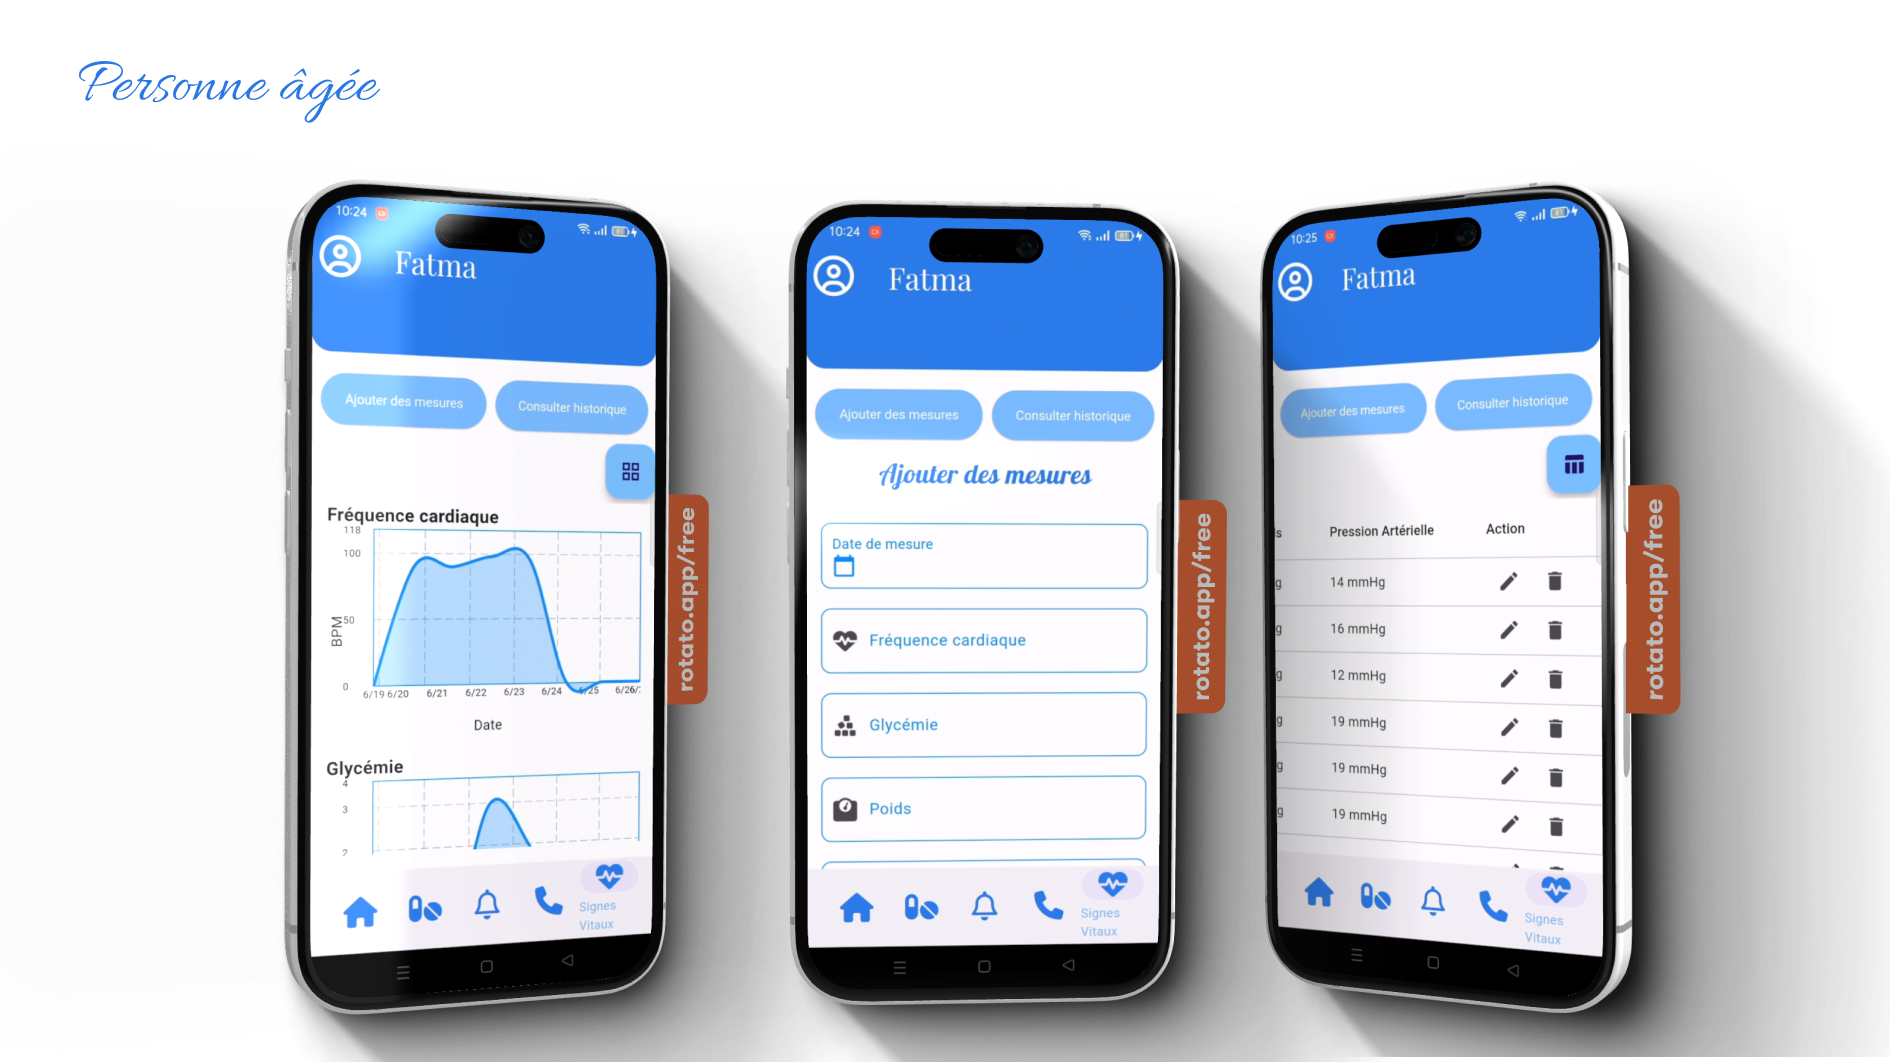 Personne âgée
10:24
81
Fatma
Ajouter des mesures
Consulter historique
Fréquence cardiaque
118
100
50
0
BPM
6/19 6/20 6/21 6/22 6/23 6/24 6/25 6/26
Date
Glycémie
4
3
2
Signes
Vitaux
rotato.app/free
10:24
81
Fatma
Ajouter des mesures
Consulter historique
Ajouter des mesures
Date de mesure
Fréquence cardiaque
Glycémie
Poids
Signes
Vitaux
rotato.app/free
10:25
81
Fatma
Ajouter des mesures
Consulter historique
s Pression Artérielle Action
g 14 mmHg
g 16 mmHg
g 12 mmHg
g 19 mmHg
g 19 mmHg
g 19 mmHg
Signes
Vitaux
rotato.app/free